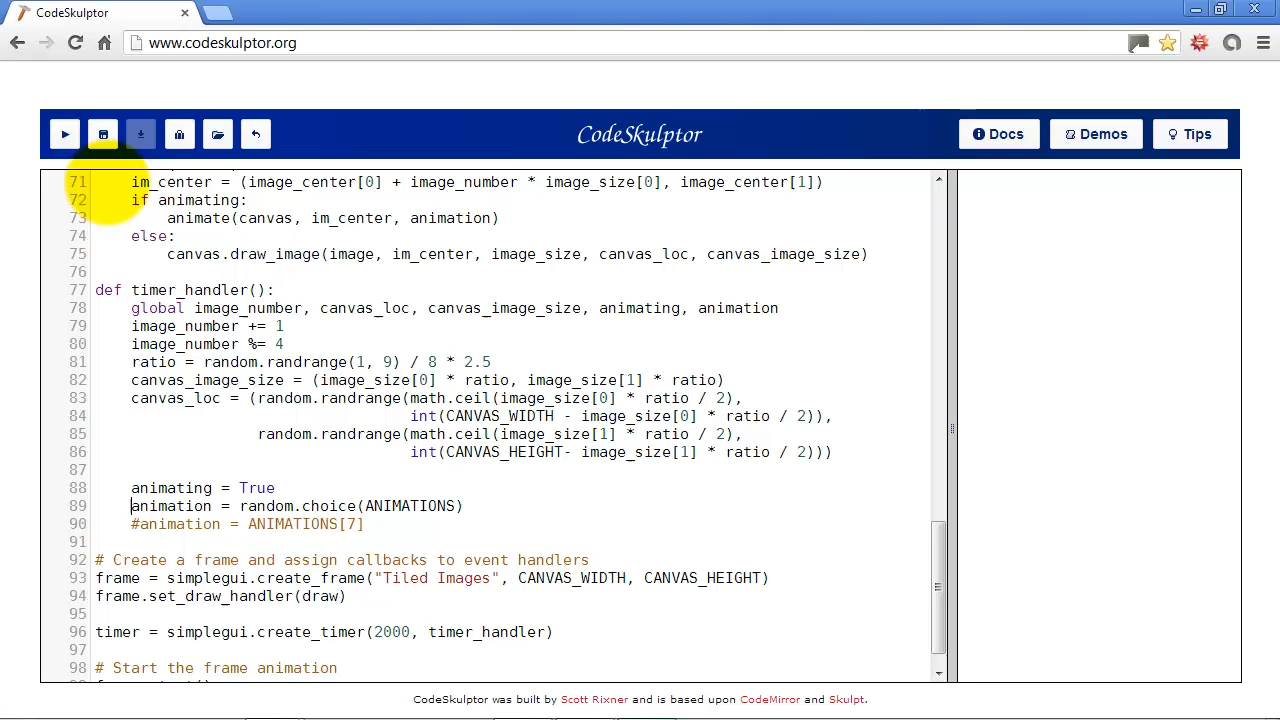 CodeSkulptor
www.codeskulptor.org
CodeSkulptor
Docs
Demos
Tips
71 im_center = (image_center[0] + image_number * image_size[0], image_center[1])
72 if animating:
73 animate(canvas, im_center, animation)
74 else:
75 canvas.draw_image(image, im_center, image_size, canvas_loc, canvas_image_size)
76
77 def timer_handler():
78 global image_number, canvas_loc, canvas_image_size, animating, animation
79 image_number += 1
80 image_number %= 4
81 ratio = random.randrange(1, 9) / 8 * 2.5
82 canvas_image_size = (image_size[0] * ratio, image_size[1] * ratio)
83 canvas_loc = (random.randrange(math.ceil(image_size[0] * ratio / 2),
84 int(CANVAS_WIDTH - image_size[0] * ratio / 2)),
85 random.randrange(math.ceil(image_size[1] * ratio / 2),
86 int(CANVAS_HEIGHT- image_size[1] * ratio / 2)))
87
88 animating = True
89 animation = random.choice(ANIMATIONS)
90 #animation = ANIMATIONS[7]
91
92 # Create a frame and assign callbacks to event handlers
93 frame = simplegui.create_frame("Tiled Images", CANVAS_WIDTH, CANVAS_HEIGHT)
94 frame.set_draw_handler(draw)
95
96 timer = simplegui.create_timer(2000, timer_handler)
97
98 # Start the frame animation
CodeSkulptor was built by Scott Rixner and is based upon CodeMirror and Skulpt.